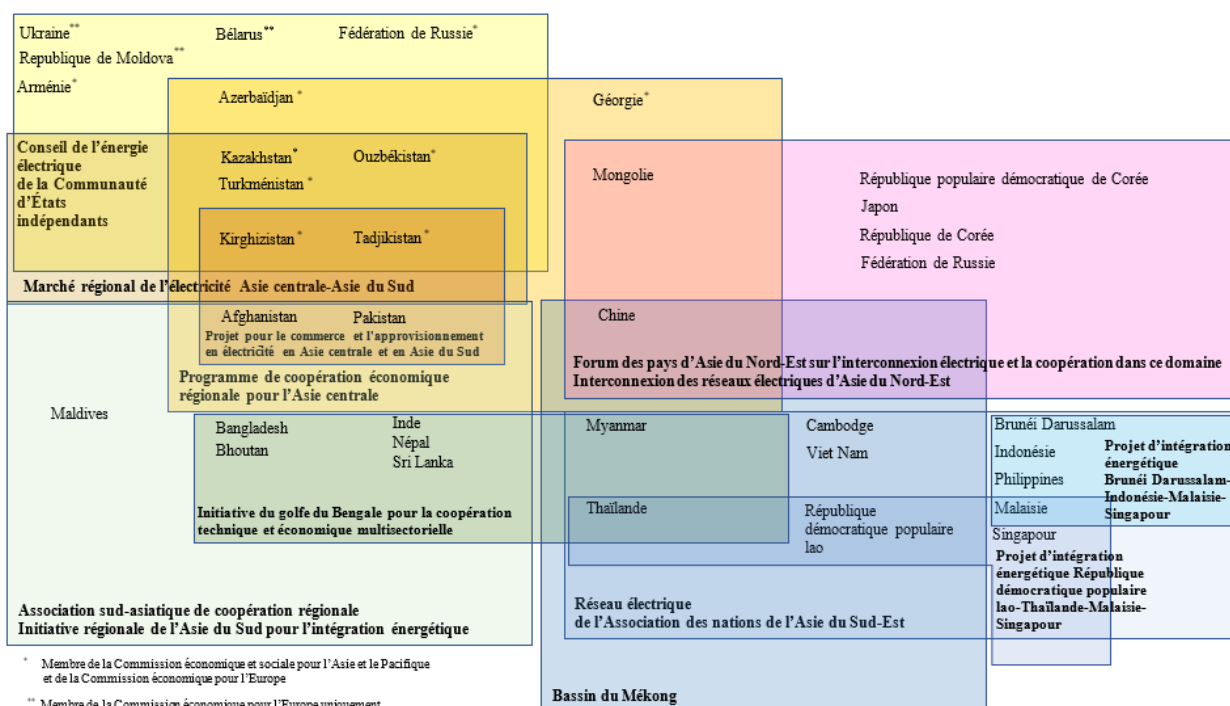 Ukraine**
Bélarus**
Fédération de Russie*
Republique de Moldova**
Arménie*
Azerbaïdjan *
Géorgie*
Conseil de l'énergie
électrique
de la Communauté
d'États
indépendants
Kazakhstan*
Ouzbékistan*
Turkménistan *
Mongolie
République populaire démocratique de Corée
Japon
République de Corée
Fédération de Russie
Kirghizistan *
Tadjikistan *
Marché régional de l'électricité Asie centrale-Asie du Sud
Afghanistan
Pakistan
Projet pour le commerce et l'approvisionnement
en électricité en Asie centrale et en Asie du Sud
Chine
Forum des pays d'Asie du Nord-Est sur l'interconnexion électrique et la coopération dans ce domaine
Interconnexion des réseaux électriques d'Asie du Nord-Est
Programme de coopération économique
régionale pour l'Asie centrale
Maldives
Bangladesh
Bhoutan
Inde
Népal
Sri Lanka
Myanmar
Cambodge
Viet Nam
Brunéi Darussalam
Indonésie
Philippines
Malaisie
Projet d'intégration
énergétique
Brunéi Darussalam-
Indonésie-Malaisie-
Singapour
Initiative du golfe du Bengale pour la coopération
technique et économique multisectorielle
Thaïlande
République
démocratique populaire
lao
Singapour
Projet d'intégration
énergétique République
démocratique populaire
lao-Thaïlande-Malaisie-
Singapour
Association sud-asiatique de coopération régionale
Initiative régionale de l'Asie du Sud pour l'intégration énergétique
Réseau électrique
de l'Association des nations de l'Asie du Sud-Est
Bassin du Mékong
* Membre de la Commission économique et sociale pour l'Asie et le Pacifique
et de la Commission économique pour l'Europe
** Membre de la Commission économique pour l'Europe uniquement